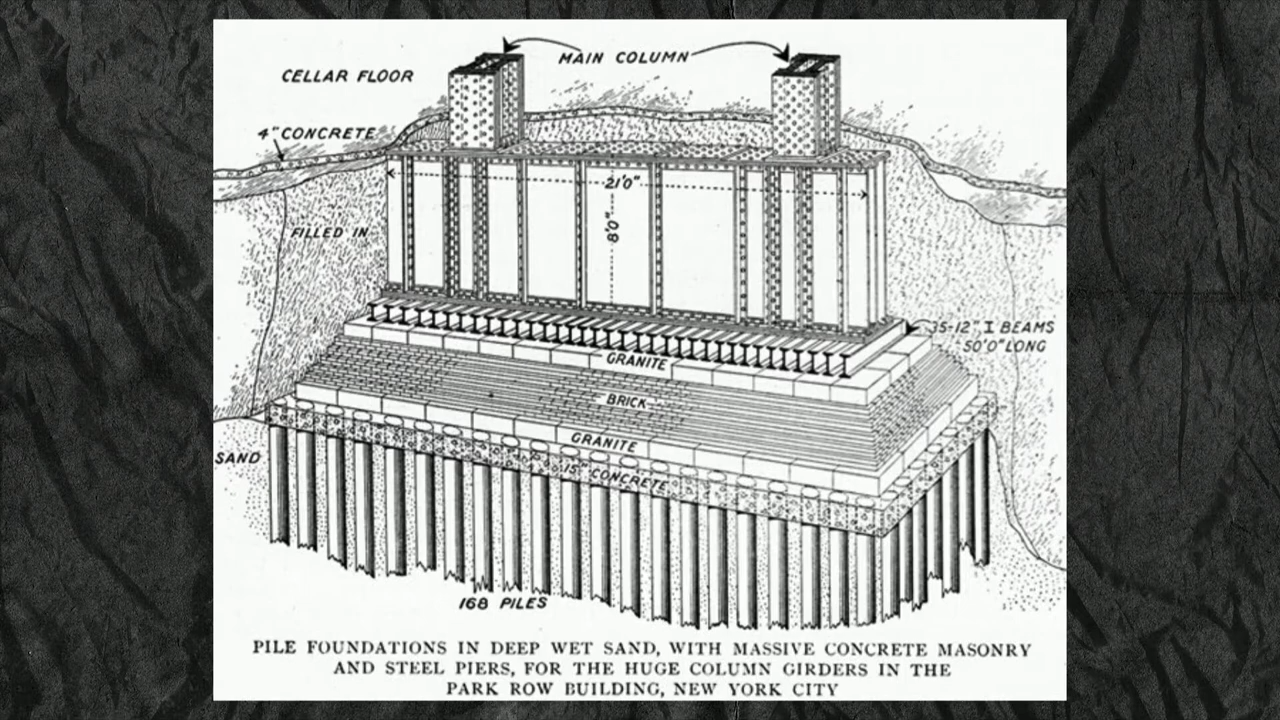 MAIN COLUMN
CELLAR FLOOR
4" CONCRETE
21'0"
8'0"
FILLED IN
35-12" I BEAMS
50'0" LONG
GRANITE
BRICK
GRANITE
15" CONCRETE
SAND
168 PILES
PILE FOUNDATIONS IN DEEP WET SAND, WITH MASSIVE CONCRETE MASONRY
AND STEEL PIERS, FOR THE HUGE COLUMN GIRDERS IN THE
PARK ROW BUILDING, NEW YORK CITY